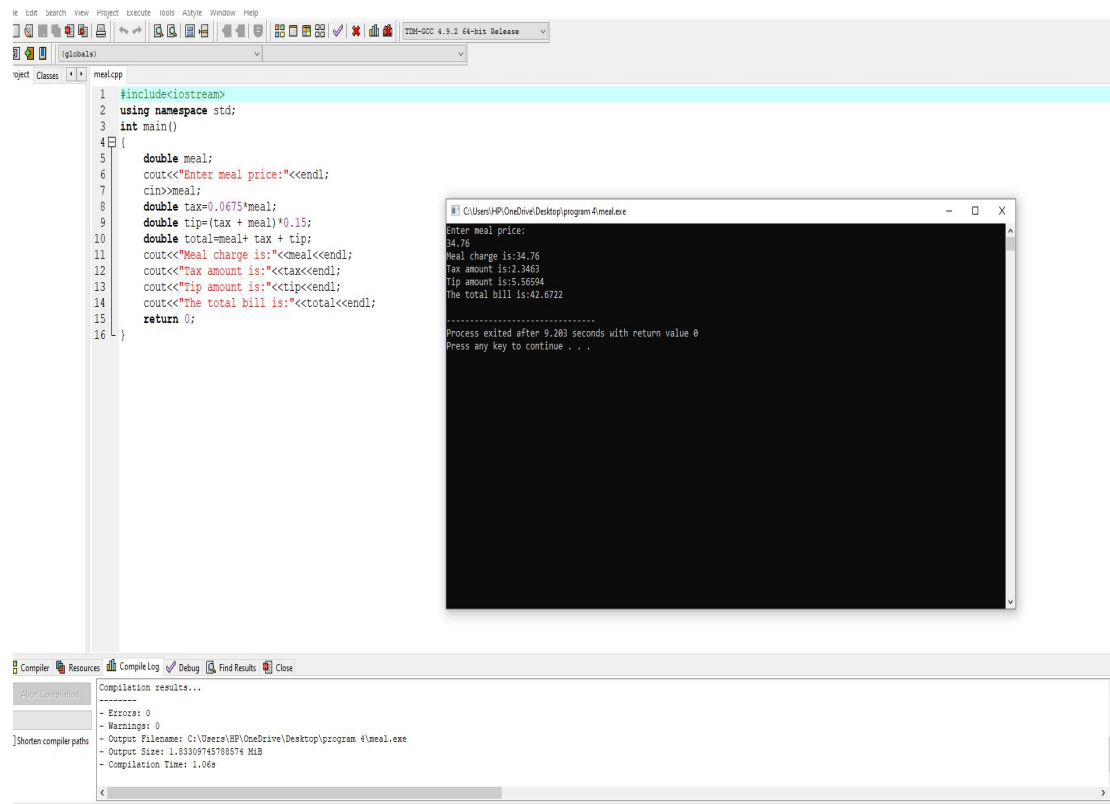 le Edit Search View Project Execute Tools AStyle Window Help
TDM-GCC 4.9.2 64-bit Release
(globals)
roject Classes meal.cpp
1 #include<iostream>
2 using namespace std;
3 int main()
4 {
5 double meal;
6 cout<<"Enter meal price:"<<endl;
7 cin>>meal;
8 double tax=0.0675*meal;
9 double tip=(tax + meal)*0.15;
10 double total=meal+ tax + tip;
11 cout<<"Meal charge is:"<<meal<<endl;
12 cout<<"Tax amount is:"<<tax<<endl;
13 cout<<"Tip amount is:"<<tip<<endl;
14 cout<<"The total bill is:"<<total<<endl;
15 return 0;
16 }
C:\Users\HP\OneDrive\Desktop\program 4\meal.exe
Enter meal price:
34.76
Meal charge is:34.76
Tax amount is:2.3463
Tip amount is:5.56594
The total bill is:42.6722
--------------------------------
Process exited after 9.203 seconds with return value 0
Press any key to continue . . .
Compiler Resources Compile Log Debug Find Results Close
Abort Compilation
Shorten compiler paths
Compilation results...
--------
- Errors: 0
- Warnings: 0
- Output Filename: C:\Users\HP\OneDrive\Desktop\program 4\meal.exe
- Output Size: 1.83309745788574 MiB
- Compilation Time: 1.06s